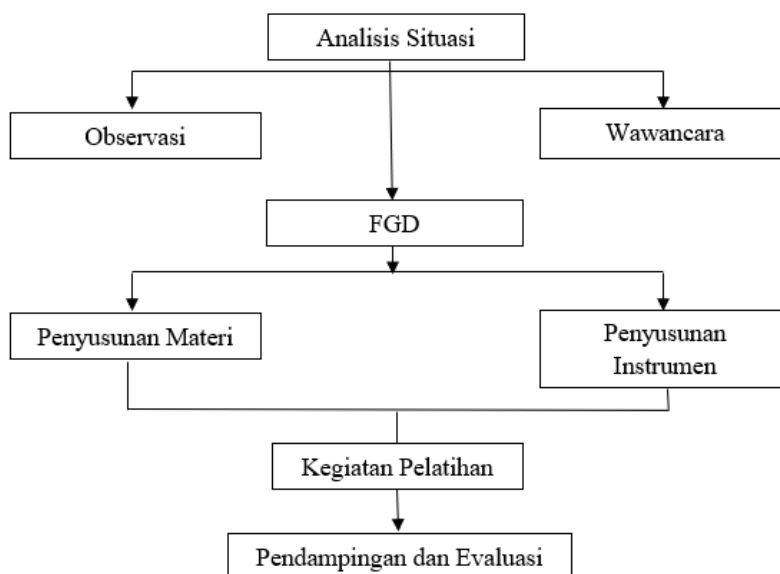 Analisis Situasi
Observasi
Wawancara
FGD
Penyusunan Materi
Penyusunan
Instrumen
Kegiatan Pelatihan
Pendampingan dan Evaluasi